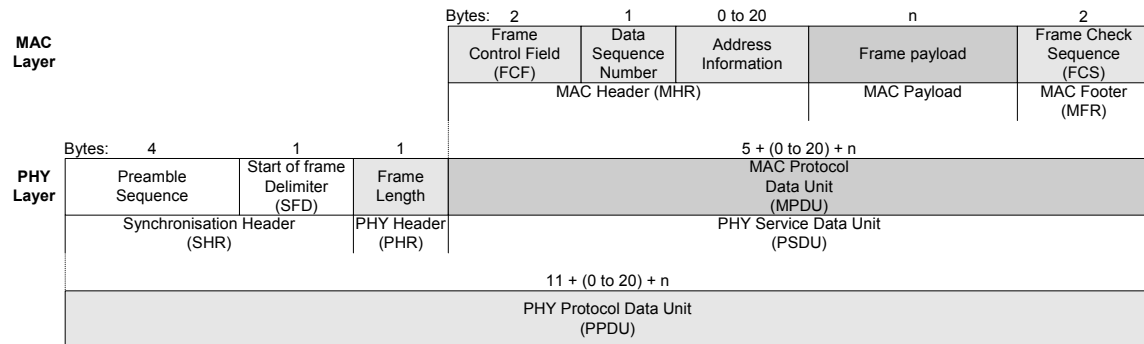 Bytes: 2 1 0 to 20 n 2
MAC
Layer
Frame
Control Field
(FCF)
Data
Sequence
Number
Address
Information
Frame payload
Frame Check
Sequence
(FCS)
MAC Header (MHR)
MAC Payload
MAC Footer
(MFR)
Bytes: 4 1 1 5 + (0 to 20) + n
PHY
Layer
Preamble
Sequence
Start of frame
Delimiter
(SFD)
Frame
Length
MAC Protocol
Data Unit
(MPDU)
Synchronisation Header
(SHR)
PHY Header
(PHR)
PHY Service Data Unit
(PSDU)
11 + (0 to 20) + n
PHY Protocol Data Unit
(PPDU)